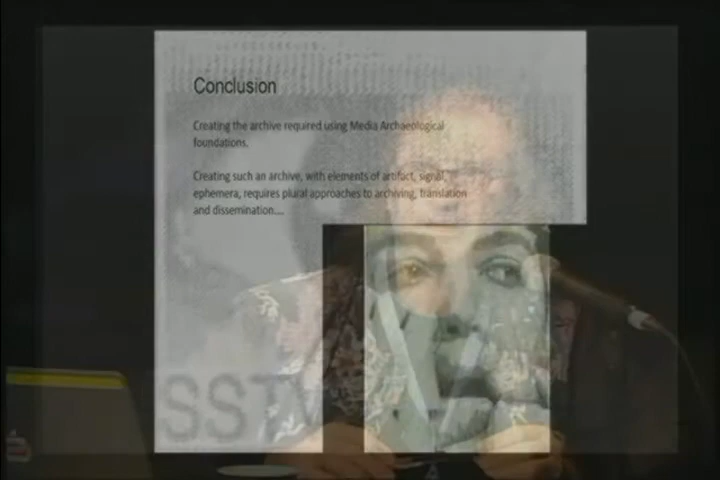 Conclusion
Creating the archive required using Media Archaeological
foundations.
Creating such an archive, with elements of artifact, signal,
ephemera, requires plural approaches to archiving, translation
and dissemination....
SSTV